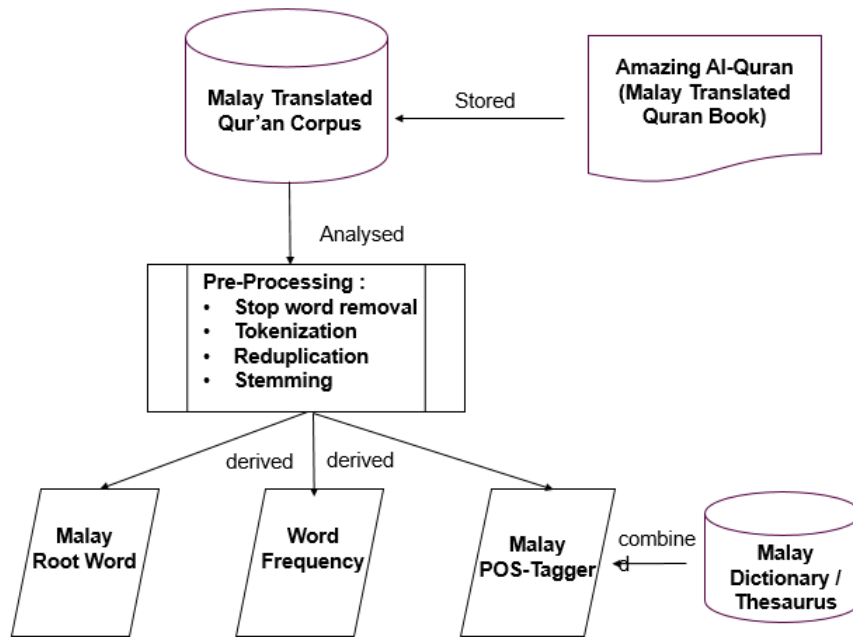 Malay Translated
Qur’an Corpus
Stored
Amazing Al-Quran
(Malay Translated
Quran Book)
Analysed
Pre-Processing :
• Stop word removal
• Tokenization
• Reduplication
• Stemming
derived
derived
Malay
Root Word
Word
Frequency
Malay
POS-Tagger
combine
d
Malay
Dictionary /
Thesaurus